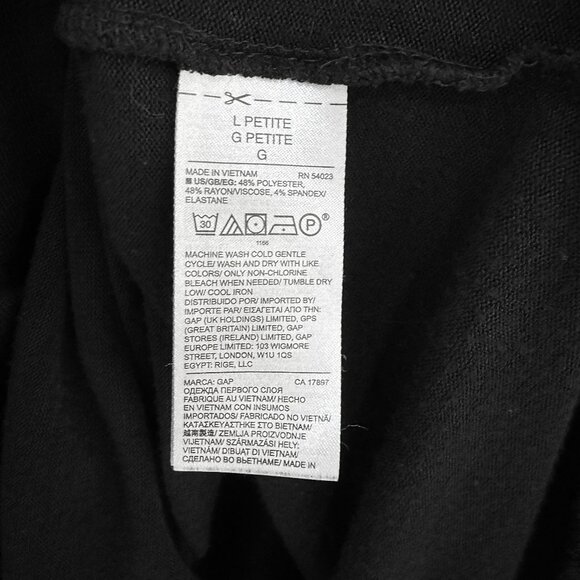 L PETITE
G PETITE
G
MADE IN VIETNAM RN 54023
US/GB/EG: 48% POLYESTER,
48% RAYON/VISCOSE, 4% SPANDEX/
ELASTANE
30 P
1166
MACHINE WASH COLD GENTLE
CYCLE/ WASH AND DRY WITH LIKE
COLORS/ ONLY NON-CHLORINE
BLEACH WHEN NEEDED/ TUMBLE DRY
LOW/ COOL IRON
DISTRIBUIDO POR/ IMPORTED BY/
IMPORTE PAR/ ΕΙΣΑΓΕΤΑΙ ΑΠΟ ΤΗΝ:
GAP (UK HOLDINGS) LIMITED, GPS
(GREAT BRITAIN) LIMITED, GAP
STORES (IRELAND) LIMITED, GAP
EUROPE LIMITED: 103 WIGMORE
STREET, LONDON, W1U 1QS
EGYPT: RIGE, LLC
MARCA: GAP CA 17897
ОДЕЖДА ПЕРВОГО СЛОЯ
FABRIQUE AU VIETNAM/ HECHO
EN VIETNAM CON INSUMOS
IMPORTADOS/ FABRICADO NO VIETNÃ/
ΚΑΤΑΣΚΕΥΑΣΤΗΚΕ ΣΤΟ ΒΙΕΤΝΑΜ/
越南製造/ ZEMLJA PROIZVODNJE
VIJETNAM/ SZÁRMAZÁSI HELY:
VIETNÁM/ DIBUAT DI VIETNAM/
СДЕЛАНО ВО ВЬЕТНАМЕ/ MADE IN